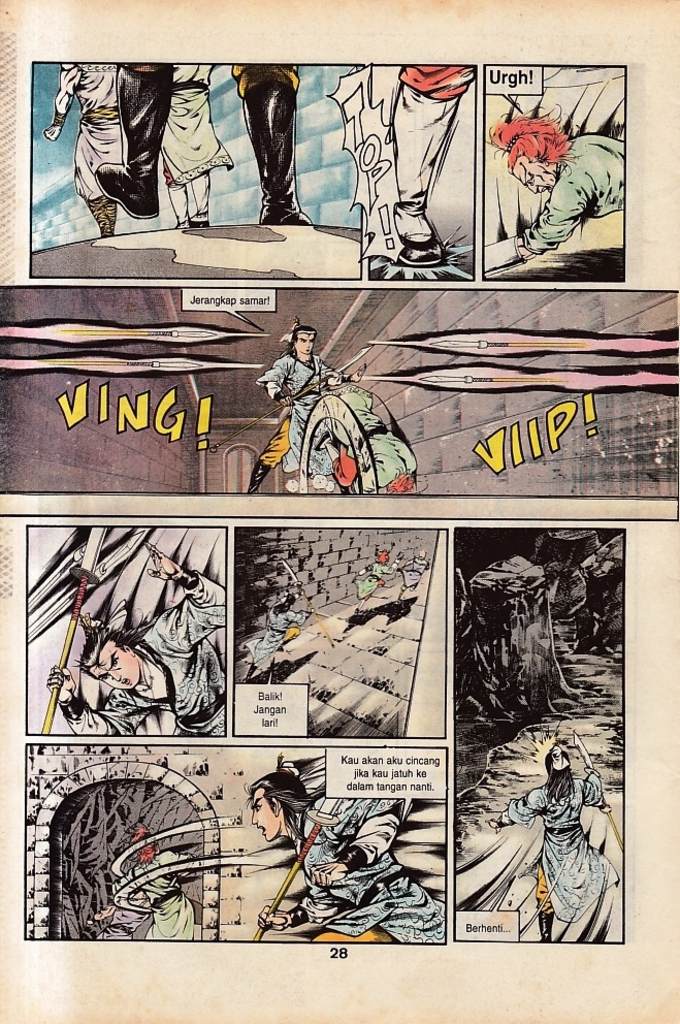 TOP!
Urgh!
Jerangkap samar!
VING!
VIIP!
Balik!
Jangan
lari!
Kau akan aku cincang
jika kau jatuh ke
dalam tangan nanti.
Berhenti...
28